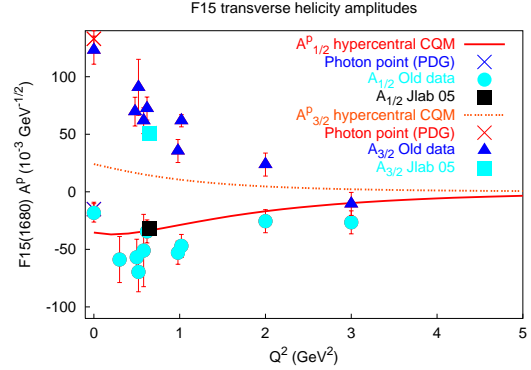 F15 transverse helicity amplitudes
A^p_1/2 hypercentral CQM
Photon point (PDG)
A_1/2 Old data
A_1/2 Jlab 05
A^p_3/2 hypercentral CQM
Photon point (PDG)
A_3/2 Old data
A_3/2 Jlab 05
F15(1680) A^p (10^-3 GeV^-1/2)
100
50
0
-50
-100
0 1 2 3 4 5
Q^2 (GeV^2)